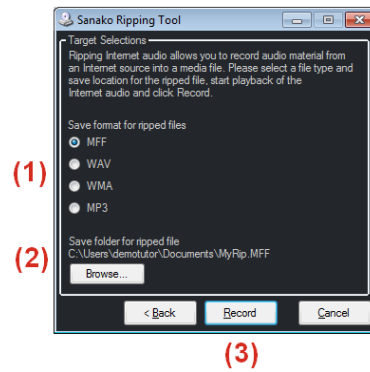 Sanako Ripping Tool
Target Selections
Ripping Internet audio allows you to record audio material from
an Internet source into a media file. Please select a file type and
save location for the ripped file, start playback of the
Internet audio and click Record.
Save format for ripped files
MFF
(1)
WAV
WMA
MP3
Save folder for ripped file
(2)
C:\Users\demotutor\Documents\MyRip.MFF
Browse...
< Back
Record
Cancel
(3)